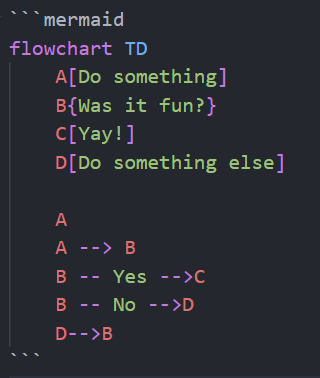 ```mermaid
flowchart TD
    A[Do something]
    B{Was it fun?}
    C[Yay!]
    D[Do something else]

    A
    A --> B
    B -- Yes -->C
    B -- No -->D
    D-->B
```